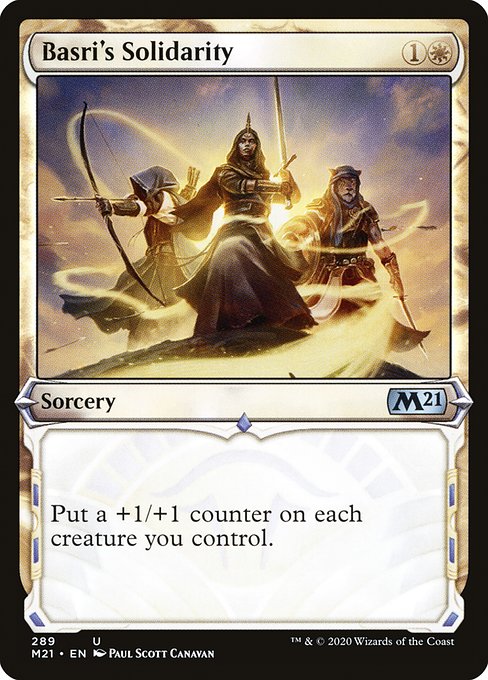 Basri's Solidarity 1
Sorcery M21
Put a +1/+1 counter on each
creature you control.
289 U ™ & © 2020 Wizards of the Coast
M21 • EN Paul Scott Canavan